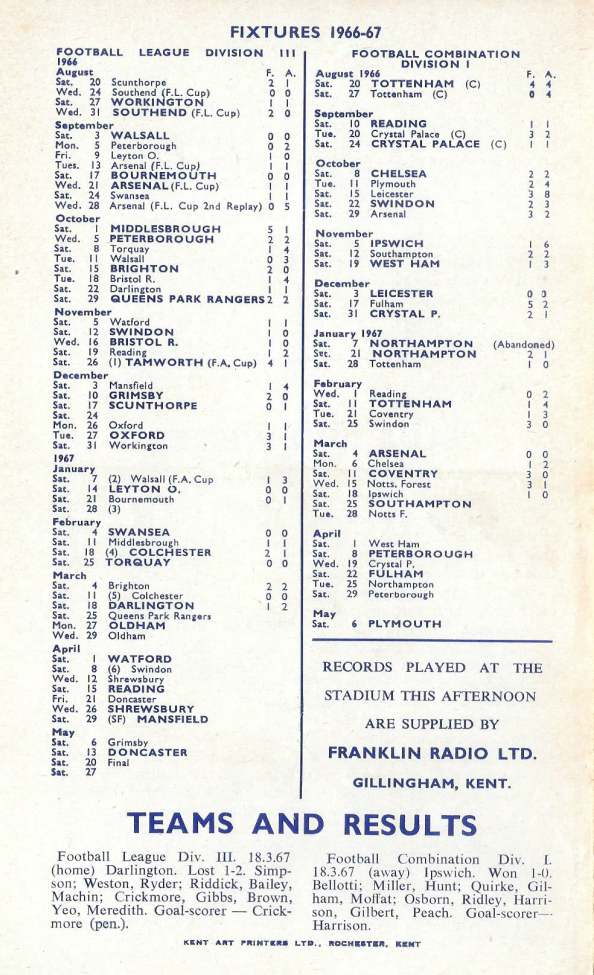 FIXTURES 1966-67
FOOTBALL LEAGUE DIVISION III
1966
August F. A.
Sat. 20 Scunthorpe 2 1
Wed. 24 Southend (F.L. Cup) 0 0
Sat. 27 WORKINGTON 1 1
Wed. 31 SOUTHEND (F.L. Cup) 2 0
September
Sat. 3 WALSALL 0 0
Mon. 5 Peterborough 0 2
Fri. 9 Leyton O. 1 0
Tues. 13 Arsenal (F.L. Cup) 1 1
Sat. 17 BOURNEMOUTH 0 0
Wed. 21 ARSENAL (F.L. Cup) 1 1
Sat. 24 Swansea 1 1
Wed. 28 Arsenal (F.L. Cup 2nd Replay) 0 5
October
Sat. 1 MIDDLESBROUGH 5 1
Wed. 5 PETERBOROUGH 2 2
Sat. 8 Torquay 1 4
Tue. 11 Walsall 0 3
Sat. 15 BRIGHTON 2 0
Tue. 18 Bristol R. 1 4
Sat. 22 Darlington 1 1
Sat. 29 QUEENS PARK RANGERS 2 2
November
Sat. 5 Watford 1 1
Sat. 12 SWINDON 1 0
Wed. 16 BRISTOL R. 1 0
Sat. 19 Reading 1 2
Sat. 26 (1) TAMWORTH (F.A. Cup) 4 1
December
Sat. 3 Mansfield 1 4
Sat. 10 GRIMSBY 2 0
Sat. 17 SCUNTHORPE 0 1
Sat. 24
Mon. 26 Oxford 1 1
Tue. 27 OXFORD 3 1
Sat. 31 Workington 3 1
1967
January
Sat. 7 (2) Walsall (F.A. Cup 1 3
Sat. 14 LEYTON O. 0 0
Sat. 21 Bournemouth 0 1
Sat. 28 (3)
February
Sat. 4 SWANSEA 0 0
Sat. 11 Middlesbrough 1 1
Sat. 18 (4) COLCHESTER 2 1
Sat. 25 TORQUAY 0 0
March
Sat. 4 Brighton 2 2
Sat. 11 (5) Colchester 0 0
Sat. 18 DARLINGTON 1 2
Sat. 25 Queens Park Rangers
Mon. 27 OLDHAM
Wed. 29 Oldham
April
Sat. 1 WATFORD
Sat. 8 (6) Swindon
Wed. 12 Shrewsbury
Sat. 15 READING
Fri. 21 Doncaster
Wed. 26 SHREWSBURY
Sat. 29 (SF) MANSFIELD
May
Sat. 6 Grimsby
Sat. 13 DONCASTER
Sat. 20 Final
Sat. 27
FOOTBALL COMBINATION
DIVISION I
August 1966 F. A.
Sat. 20 TOTTENHAM (C) 4 4
Sat. 27 Tottenham (C) 0 4
September
Sat. 10 READING 1 1
Tue. 20 Crystal Palace (C) 3 2
Sat. 24 CRYSTAL PALACE (C) 1 1
October
Sat. 8 CHELSEA 2 2
Tue. 11 Plymouth 2 4
Sat. 15 Leicester 3 8
Sat. 22 SWINDON 2 3
Sat. 29 Arsenal 3 2
November
Sat. 5 IPSWICH 1 6
Sat. 12 Southampton 2 2
Sat. 19 WEST HAM 1 3
December
Sat. 3 LEICESTER 0 0
Sat. 17 Fulham 5 2
Sat. 31 CRYSTAL P. 2 1
January 1967
Sat. 7 NORTHAMPTON (Abandoned)
Sat. 21 NORTHAMPTON 2 1
Sat. 28 Tottenham 1 0
February
Wed. 1 Reading 0 2
Sat. 11 TOTTENHAM 1 4
Tue. 21 Coventry 1 3
Sat. 25 Swindon 3 0
March
Sat. 4 ARSENAL 0 0
Mon. 6 Chelsea 1 2
Sat. 11 COVENTRY 3 0
Wed. 15 Notts. Forest 3 1
Sat. 18 Ipswich 1 0
Sat. 25 SOUTHAMPTON
Tue. 28 Notts F.
April
Sat. 1 West Ham
Sat. 8 PETERBOROUGH
Wed. 19 Crystal P.
Sat. 22 FULHAM
Tue. 25 Northampton
Sat. 29 Peterborough
May
Sat. 6 PLYMOUTH
RECORDS PLAYED AT THE
STADIUM THIS AFTERNOON
ARE SUPPLIED BY
FRANKLIN RADIO LTD.
GILLINGHAM, KENT.
TEAMS AND RESULTS
Football League Div. III. 18.3.67
(home) Darlington. Lost 1-2. Simp-
son; Weston, Ryder; Riddick, Bailey,
Machin; Crickmore, Gibbs, Brown,
Yeo, Meredith. Goal-scorer — Crick-
more (pen.).
Football Combination Div. I.
18.3.67 (away) Ipswich. Won 1-0.
Bellotti; Miller, Hunt; Quirke, Gil-
ham, Moffat; Osborn, Ridley, Harri-
son, Gilbert, Peach. Goal-scorer—
Harrison.
KENT ART PRINTERS LTD., ROCHESTER, KENT